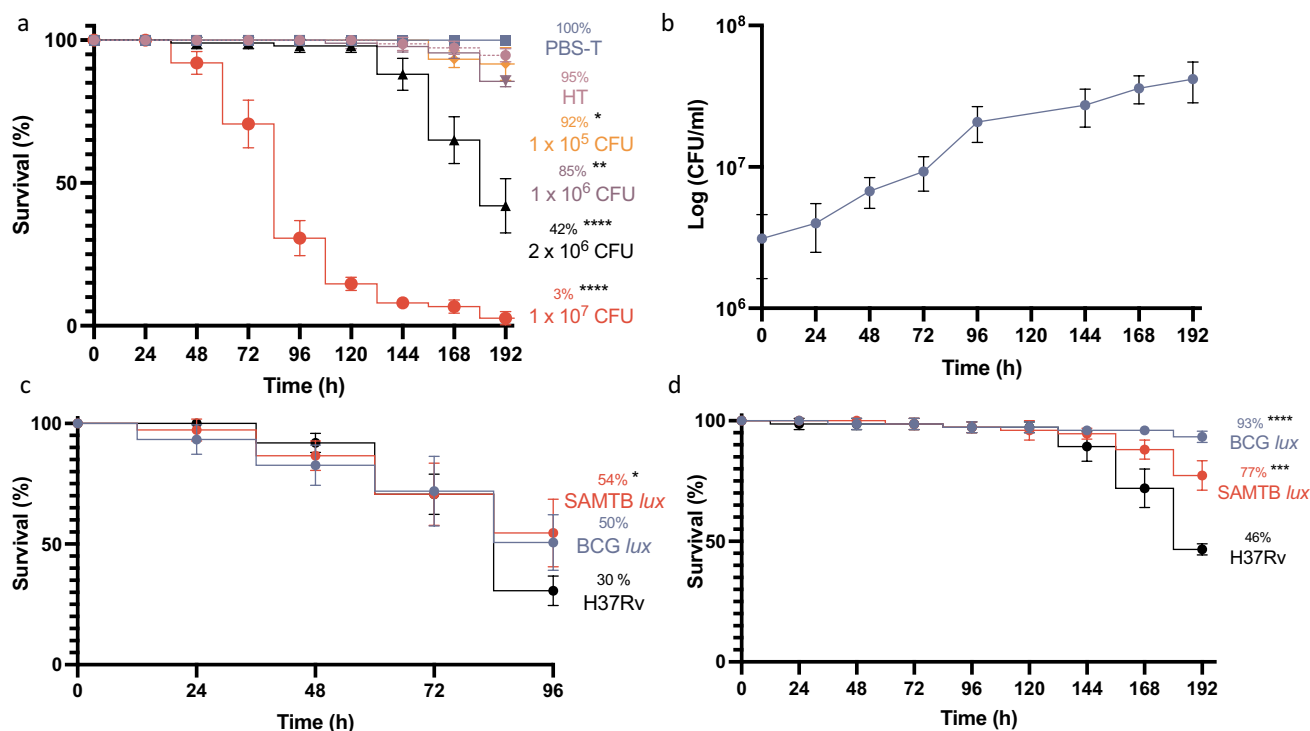 a
Survival (%)
100
50
0
0 24 48 72 96 120 144 168 192
Time (h)
100%
PBS-T
95%
HT
92% *
1 x 10⁵ CFU
85% **
1 x 10⁶ CFU
42% ****
2 x 10⁶ CFU
3% ****
1 x 10⁷ CFU
b
Log (CFU/ml)
10⁸
10⁷
10⁶
0 24 48 72 96 120 144 168 192
Time (h)
c
Survival (%)
100
50
0
0 24 48 72 96
Time (h)
54% *
SAMTB lux
50%
BCG lux
30 %
H37Rv
d
Survival (%)
100
50
0
0 24 48 72 96 120 144 168 192
Time (h)
93% ****
BCG lux
77% ***
SAMTB lux
46%
H37Rv